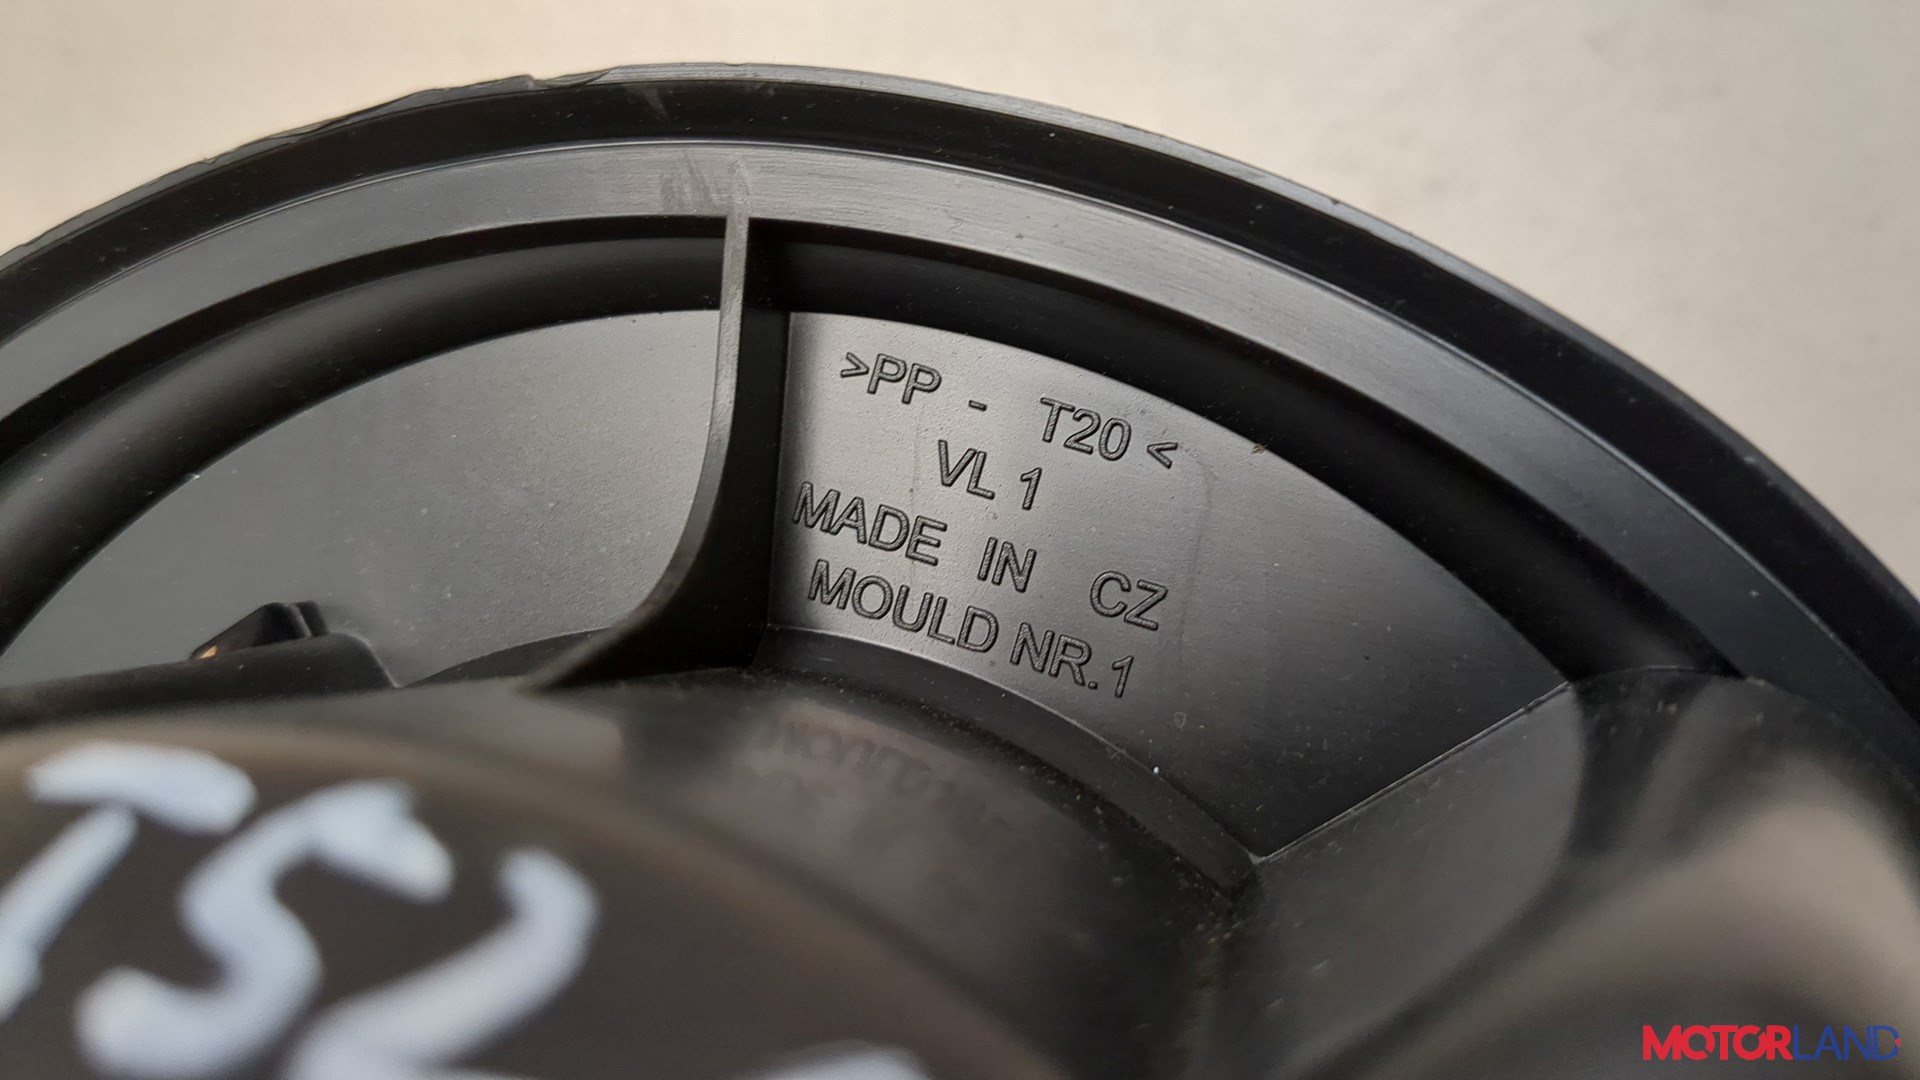 >PP - T20<
VL 1
MADE IN CZ
MOULD NR.1
MOTORLAND